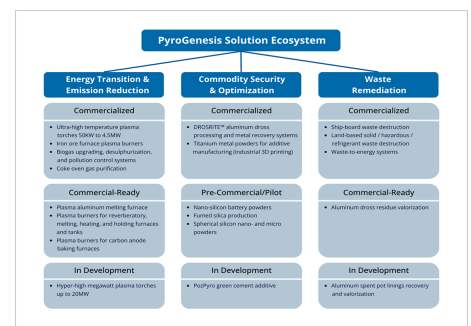 PyroGenesis Solution Ecosystem
Energy Transition &
Emission Reduction
Commercialized
• Ultra-high temperature plasma
torches 50KW to 4.5MW
• Iron ore furnace plasma burners
• Biogas upgrading, desulphurization,
and pollution control systems
• Coke oven gas purification
Commercial-Ready
• Plasma aluminum melting furnace
• Plasma burners for reverberatory,
melting, heating, and holding furnaces
and tanks
• Plasma burners for carbon anode
baking furnaces
In Development
• Hyper-high megawatt plasma torches
up to 20MW
Commodity Security
& Optimization
Commercialized
• DROSRITE™ aluminum dross
processing and metal recovery systems
• Titanium metal powders for additive
manufacturing (industrial 3D printing)
Pre-Commercial/Pilot
• Nano-silicon battery powders
• Fumed silica production
• Spherical silicon nano- and micro
powders
In Development
• PozPyro green cement additive
Waste
Remediation
Commercialized
• Ship-board waste destruction
• Land-based solid / hazardous /
refrigerant waste destruction
• Waste-to-energy systems
Commercial-Ready
• Aluminum dross residue valorization
In Development
• Aluminum spent pot linings recovery
and valorization